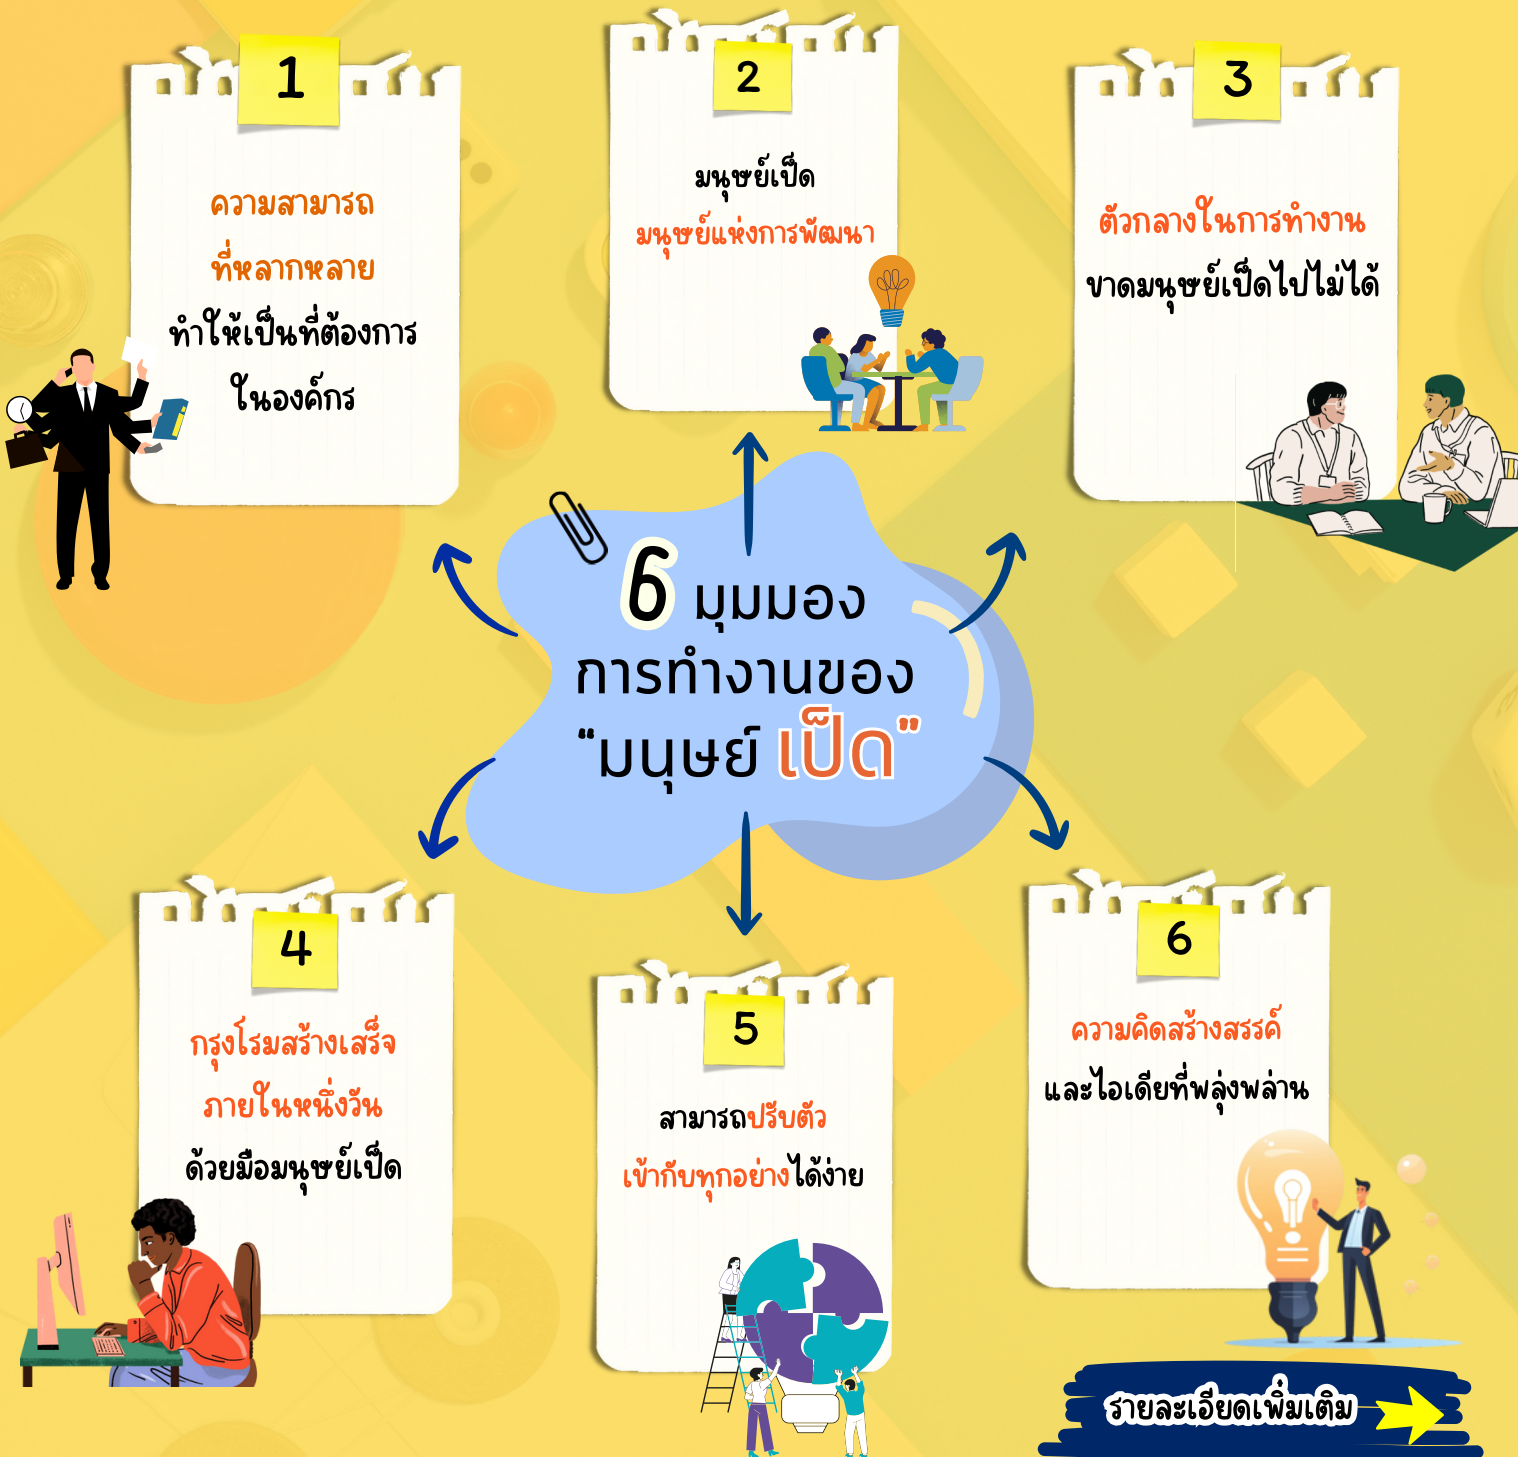 1
ความสามารถ
ที่หลากหลาย
ทำให้เป็นที่ต้องการ
ในองค์กร
2
มนุษย์เป็ด
มนุษย์แห่งการพัฒนา
3
ตัวกลางในการทำงาน
ขาดมนุษย์เป็ดไปไม่ได้
6 มุมมอง
การทำงานของ
"มนุษย์ เป็ด"
4
กรุงโรมสร้างเสร็จ
ภายในหนึ่งวัน
ด้วยมือมนุษย์เป็ด
5
สามารถปรับตัว
เข้ากับทุกอย่างได้ง่าย
6
ความคิดสร้างสรรค์
และไอเดียที่พลุ่งพล่าน
รายละเอียดเพิ่มเติม